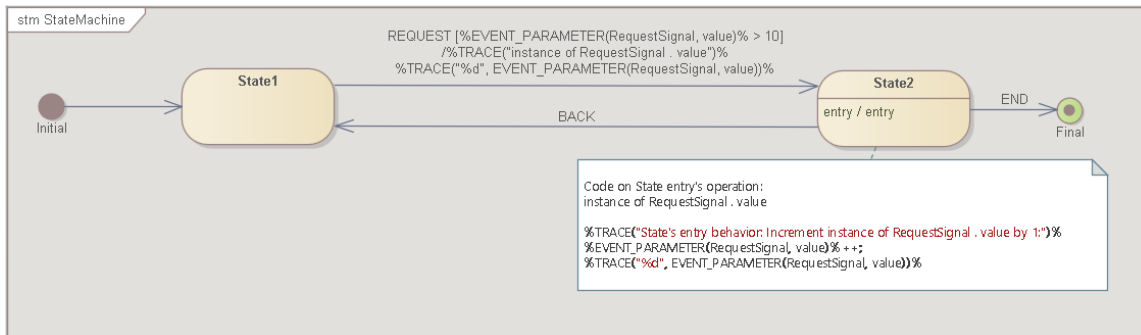 stm StateMachine
REQUEST [%EVENT_PARAMETER(RequestSignal, value)% > 10]
/%TRACE("instance of RequestSignal . value")%
%TRACE("%d", EVENT_PARAMETER(RequestSignal, value))%
State1
State2
entry / entry
BACK
END
Initial
Final
Code on State entry's operation:
instance of RequestSignal . value
%TRACE("State's entry behavior: Increment instance of RequestSignal . value by 1:")%
%EVENT_PARAMETER(RequestSignal, value)% ++;
%TRACE("%d", EVENT_PARAMETER(RequestSignal, value))%